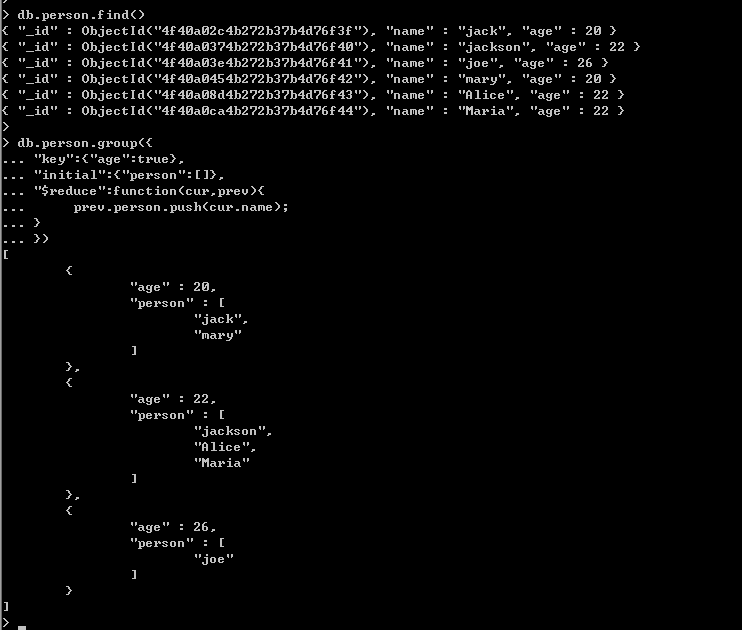 > db.person.find()
{ "_id" : ObjectId("4f40a02c4b272b37b4d76f3f"), "name" : "jack", "age" : 20 }
{ "_id" : ObjectId("4f40a0374b272b37b4d76f40"), "name" : "jackson", "age" : 22 }
{ "_id" : ObjectId("4f40a03e4b272b37b4d76f41"), "name" : "joe", "age" : 26 }
{ "_id" : ObjectId("4f40a0454b272b37b4d76f42"), "name" : "mary", "age" : 20 }
{ "_id" : ObjectId("4f40a08d4b272b37b4d76f43"), "name" : "Alice", "age" : 22 }
{ "_id" : ObjectId("4f40a0ca4b272b37b4d76f44"), "name" : "Maria", "age" : 22 }
>
> db.person.group({
... "key":{"age":true},
... "initial":{"person":[]},
... "$reduce":function(cur,prev){
...      prev.person.push(cur.name);
... }
... })
[
        {
                "age" : 20,
                "person" : [
                        "jack",
                        "mary"
                ]
        },
        {
                "age" : 22,
                "person" : [
                        "jackson",
                        "Alice",
                        "Maria"
                ]
        },
        {
                "age" : 26,
                "person" : [
                        "joe"
                ]
        }
]
>